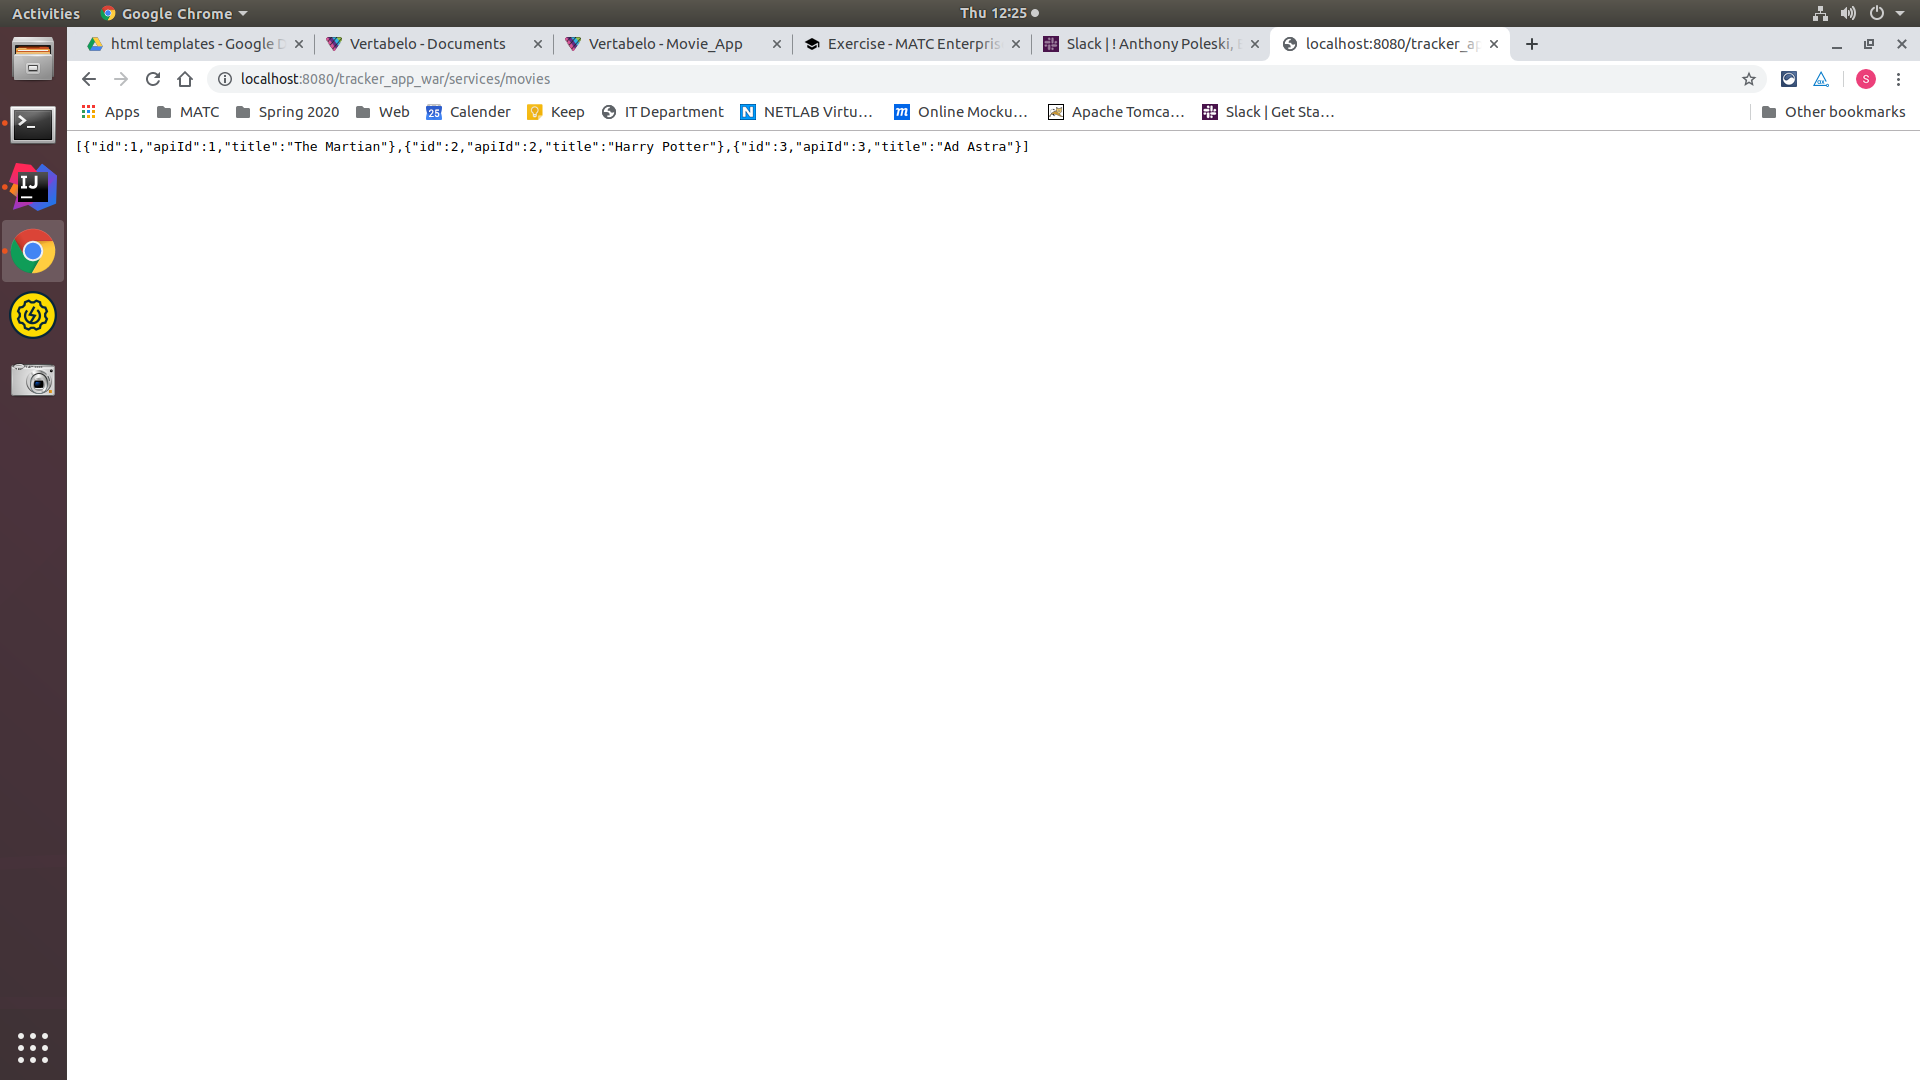 Activities Google Chrome Thu 12:25
html templates - Google D Vertabelo - Documents Vertabelo - Movie_App Exercise - MATC Enterpris Slack | ! Anthony Poleski, localhost:8080/tracker_ap
localhost:8080/tracker_app_war/services/movies S
Apps MATC Spring 2020 Web Calender Keep IT Department NETLAB Virtu... Online Mocku... Apache Tomca... Slack | Get Sta... Other bookmarks
[{"id":1,"apiId":1,"title":"The Martian"},{"id":2,"apiId":2,"title":"Harry Potter"},{"id":3,"apiId":3,"title":"Ad Astra"}]
>_
IJ